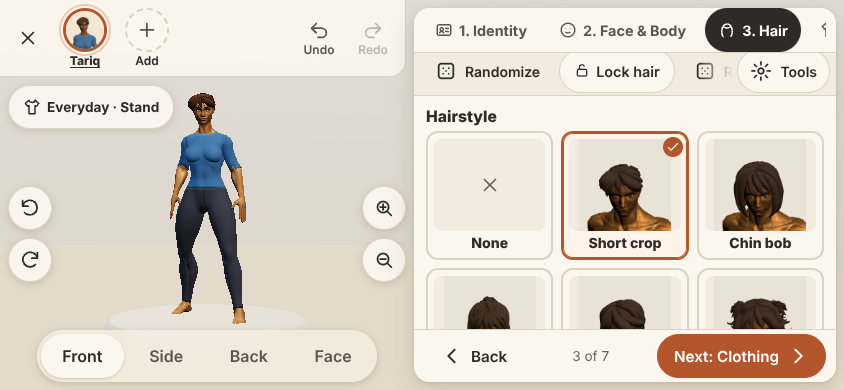 Tariq
Add
Undo
Redo
Everyday · Stand
Front
Side
Back
Face
1. Identity
2. Face & Body
3. Hair
Randomize
Lock hair
Tools
Hairstyle
None
Short crop
Chin bob
Back
3 of 7
Next: Clothing